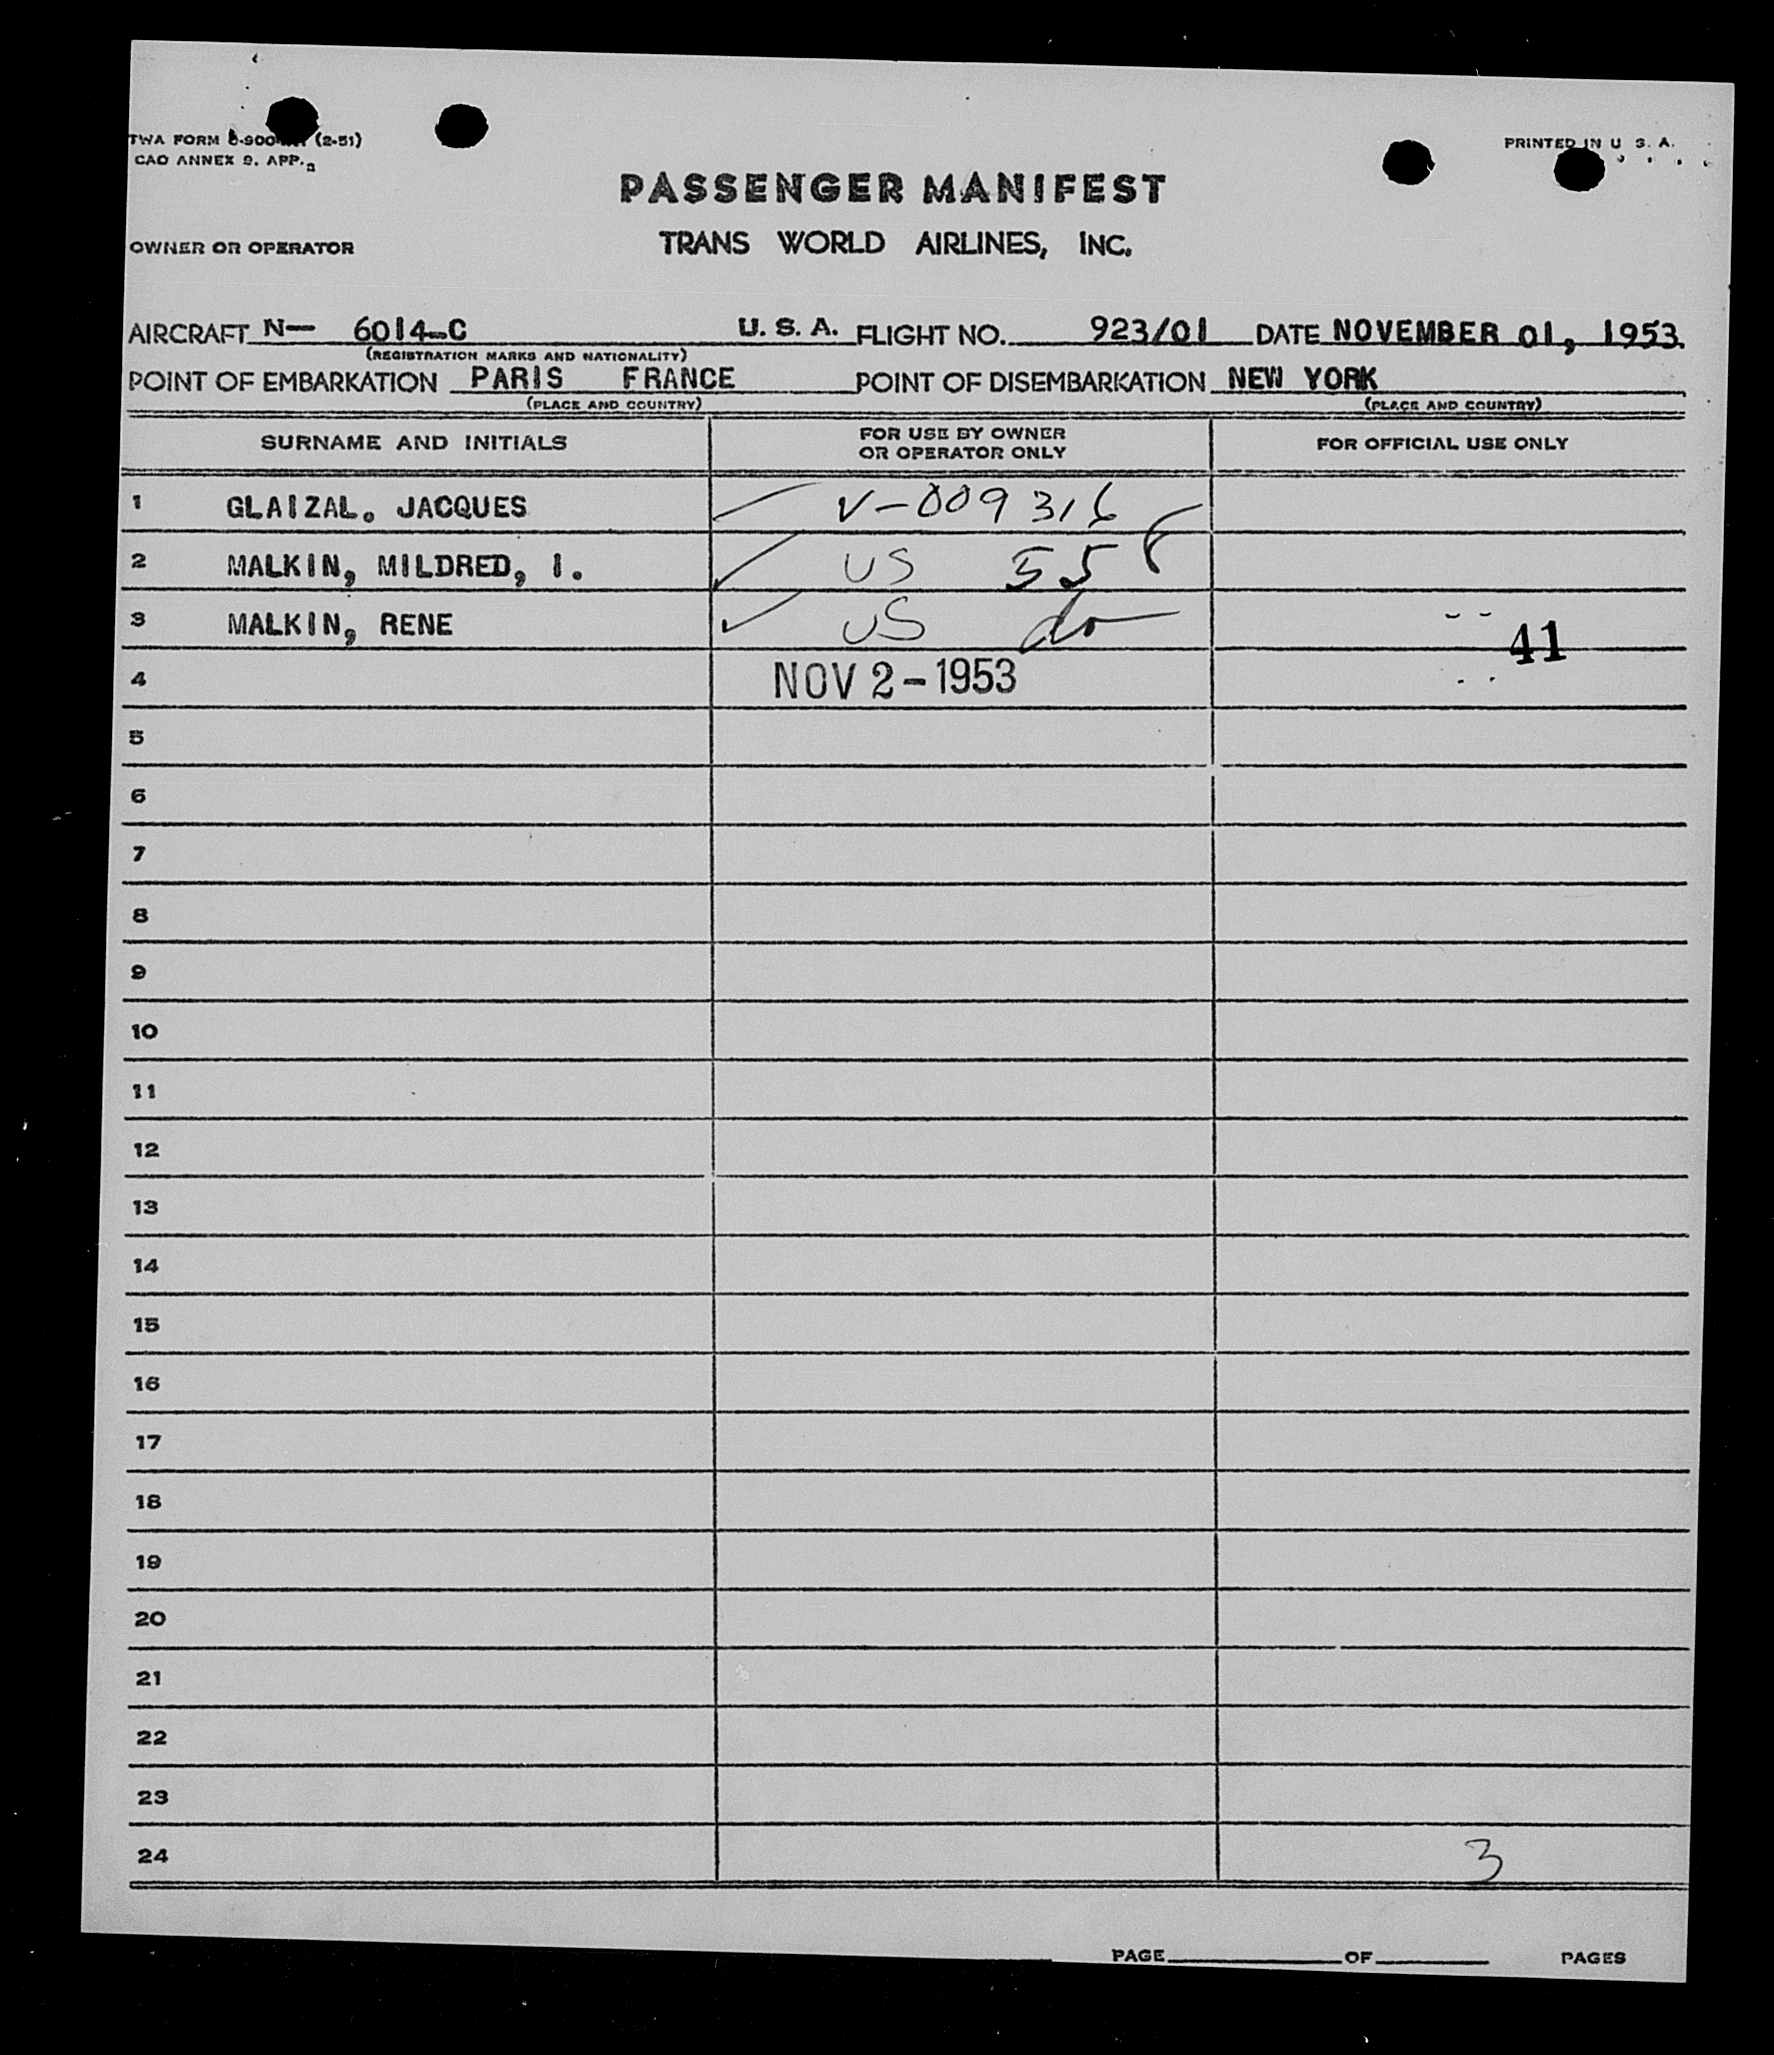 TWA FORM (2-51)
CAO ANNEX 9. APP.
PRINTED IN U. S. A.
PASSENGER MANIFEST
OWNER OR OPERATOR
TRANS WORLD AIRLINES, INC.
AIRCRAFT N- 6014-C U. S. A. FLIGHT NO. 923/01 DATE NOVEMBER 01, 1953.
(REGISTRATION MARKS AND NATIONALITY)
POINT OF EMBARKATION PARIS FRANCE POINT OF DISEMBARKATION NEW YORK
(PLACE AND COUNTRY) (PLACE AND COUNTRY)
SURNAME AND INITIALS FOR USE BY OWNER OR OPERATOR ONLY FOR OFFICIAL USE ONLY
1 GLAIZAL. JACQUES V-009316
2 MALKIN, MILDRED, I. US 55
3 MALKIN, RENE US do
41
4 NOV 2-1953
5
6
7
8
9
10
11
12
13
14
15
16
17
18
19
20
21
22
23
24 3
PAGE OF PAGES